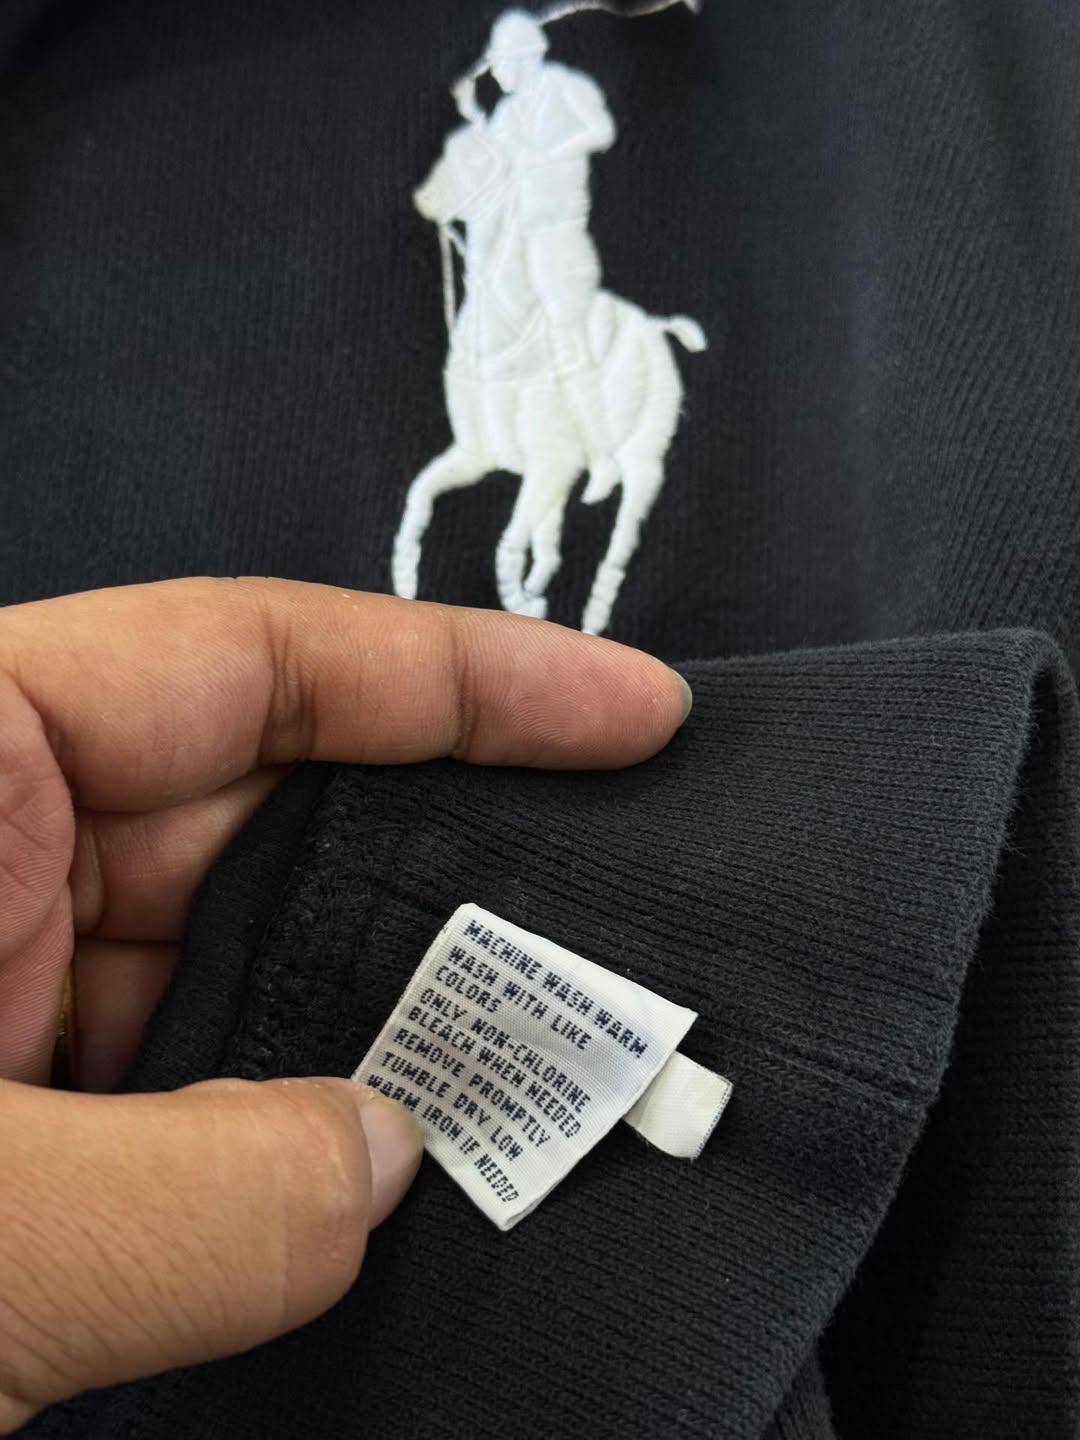 MACHINE WASH WARM
WASH WITH LIKE
COLORS
ONLY NON-CHLORINE
BLEACH WHEN NEEDED
REMOVE PROMPTLY
TUMBLE DRY LOW
WARM IRON IF NEEDED